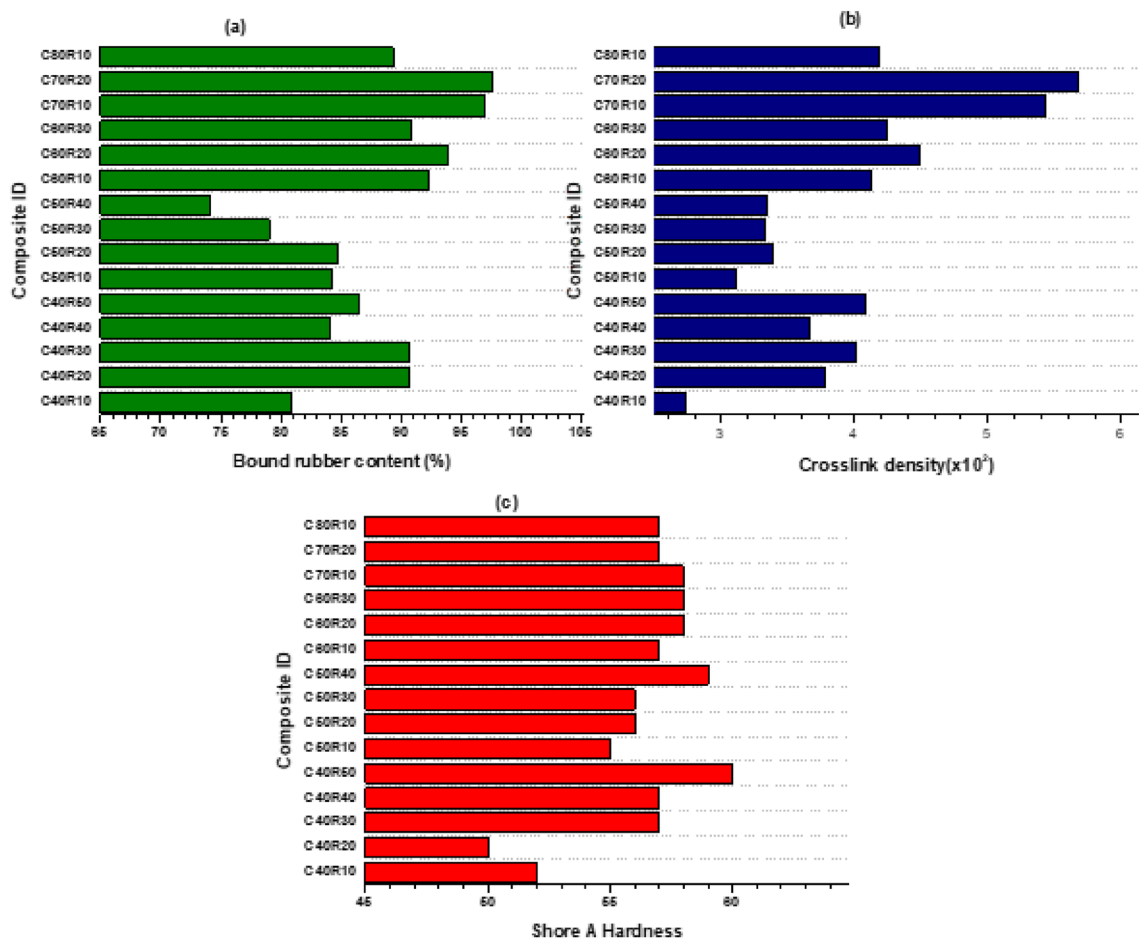 (a)
Composite ID
C80R10
C70R20
C70R10
C60R30
C60R20
C60R10
C50R40
C50R30
C50R20
C50R10
C40R50
C40R40
C40R30
C40R20
C40R10
65 70 75 80 85 90 95 100 105
Bound rubber content (%)
(b)
Composite ID
C80R10
C70R20
C70R10
C60R30
C60R20
C60R10
C50R40
C50R30
C50R20
C50R10
C40R50
C40R40
C40R30
C40R20
C40R10
3 4 5 6
Crosslink density(x10²)
(c)
Composite ID
C80R10
C70R20
C70R10
C60R30
C60R20
C60R10
C50R40
C50R30
C50R20
C50R10
C40R50
C40R40
C40R30
C40R20
C40R10
45 50 55 60
Shore A Hardness